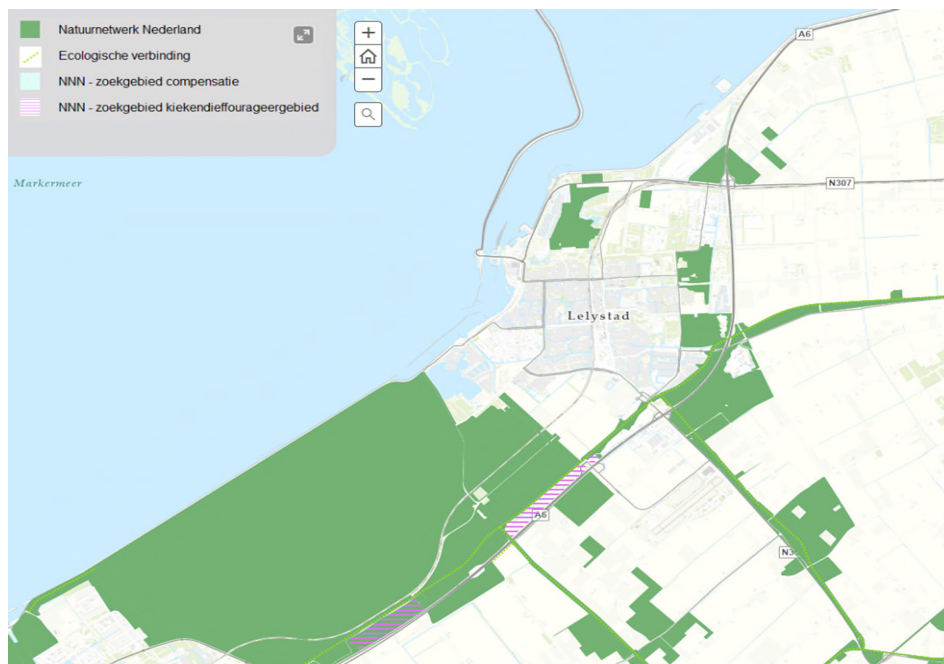 Natuurnetwerk Nederland
Ecologische verbinding
NNN - zoekgebied compensatie
NNN - zoekgebied kiekendieffourageergebied
A6
Markermeer
N307
Lelystad
A6